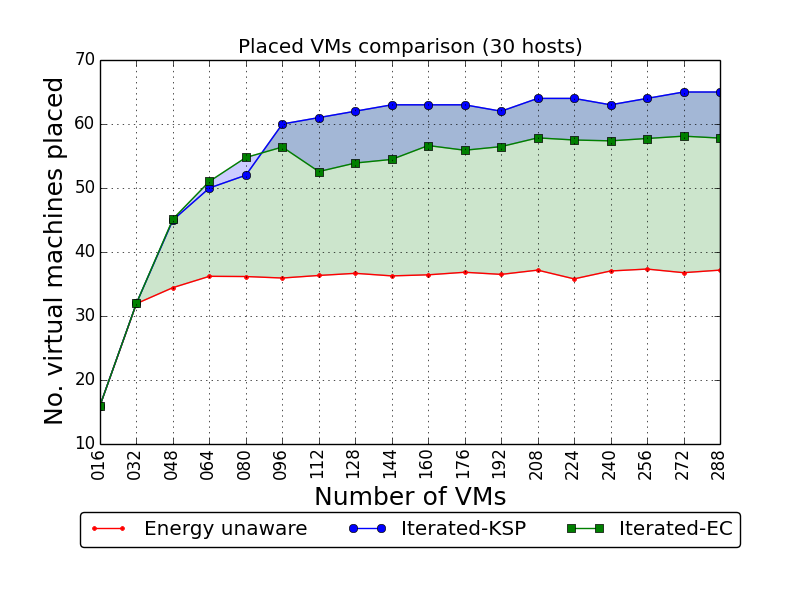 Placed VMs comparison (30 hosts)
No. virtual machines placed
70
60
50
40
30
20
10
016 032 048 064 080 096 112 128 144 160 176 192 208 224 240 256 272 288
Number of VMs
Energy unaware Iterated-KSP Iterated-EC